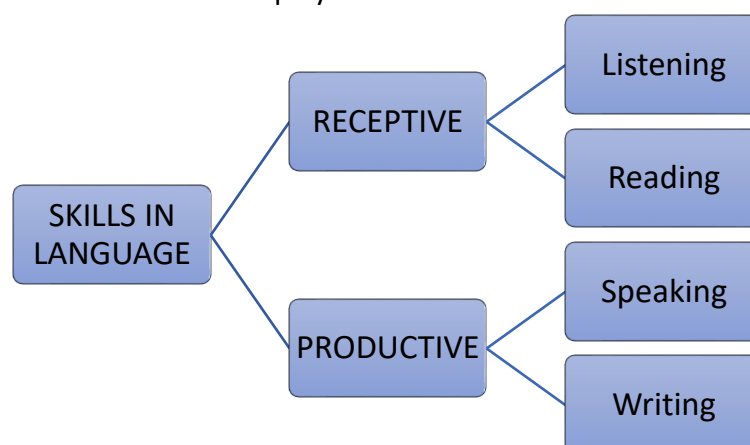 Listening
RECEPTIVE
Reading
SKILLS IN
LANGUAGE
Speaking
PRODUCTIVE
Writing